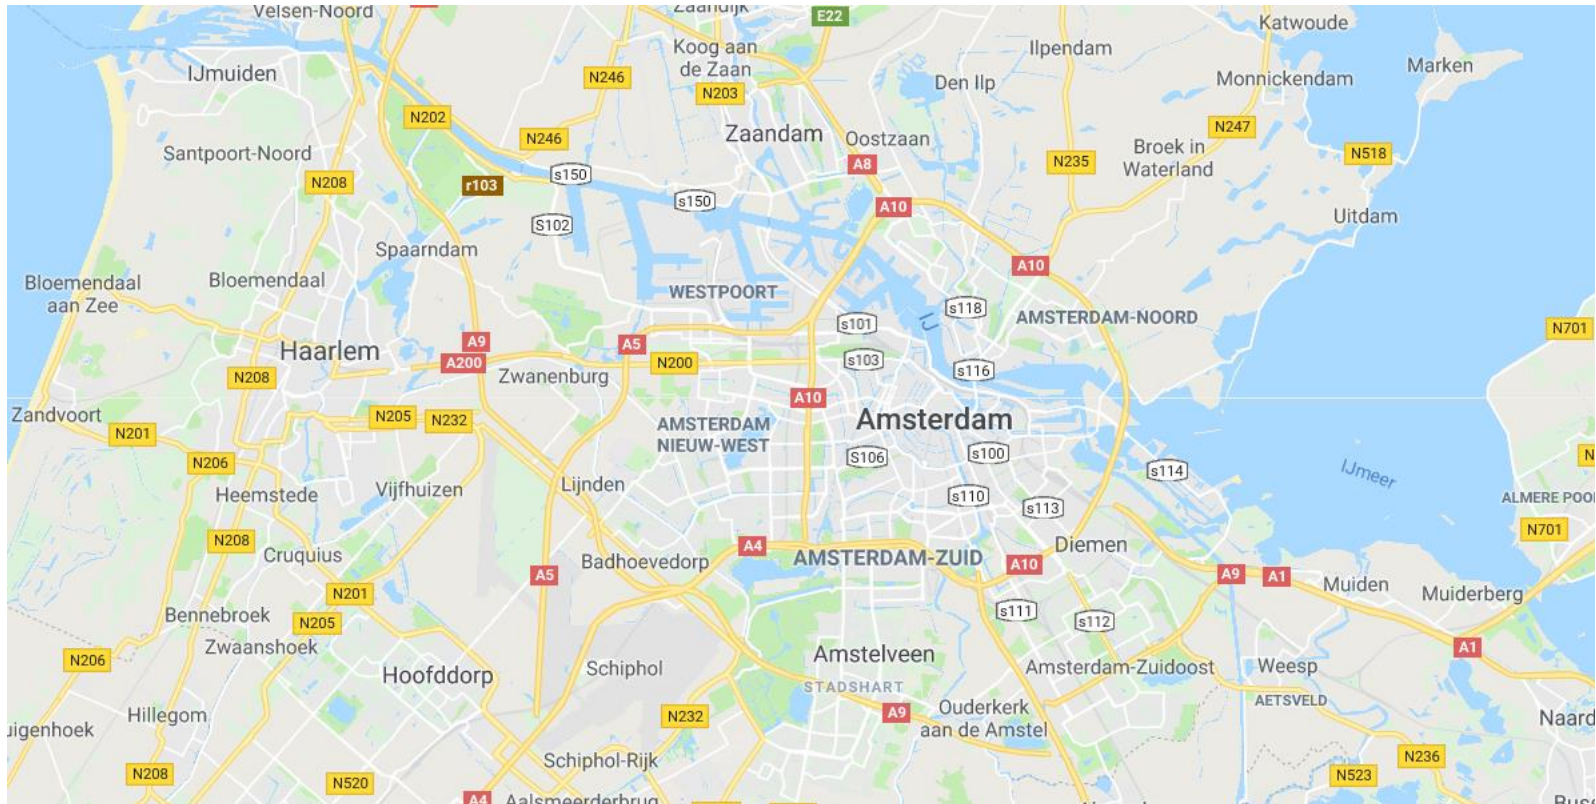 Velsen-Noord
Zaandijk
E22
Katwoude
Koog aan
de Zaan
Ilpendam
IJmuiden
N246
Den Ilp
Monnickendam
Marken
N203
N202
Zaandam
Oostzaan
N247
N246
Santpoort-Noord
A8
N235
Broek in
Waterland
N518
N208
r103
s150
s150
A10
S102
Uitdam
Spaarndam
A10
Bloemendaal
aan Zee
Bloemendaal
WESTPOORT
s118
AMSTERDAM-NOORD
IJ
s101
N701
Haarlem
A9
A5
A200
N200
s103
s116
N208
Zwanenburg
A10
Zandvoort
N205
N232
AMSTERDAM
NIEUW-WEST
Amsterdam
N201
N206
S106
s100
s114
IJmeer
Heemstede
Vijfhuizen
Lijnden
s110
s113
ALMERE POO
N
N701
N208
Cruquius
Badhoevedorp
A4
AMSTERDAM-ZUID
Diemen
A10
A5
A9
A1
Muiden
Muiderberg
N201
Bennebroek
N205
s111
s112
Zwaanshoek
N206
Hoofddorp
Schiphol
Amstelveen
A1
Amsterdam-Zuidoost
Weesp
STADSHART
AETSVELD
Hillegom
uigenhoek
N232
A9
Ouderkerk
aan de Amstel
Naard
N208
N520
Schiphol-Rijk
N236
N523
A4
Aalsmeerderbrug